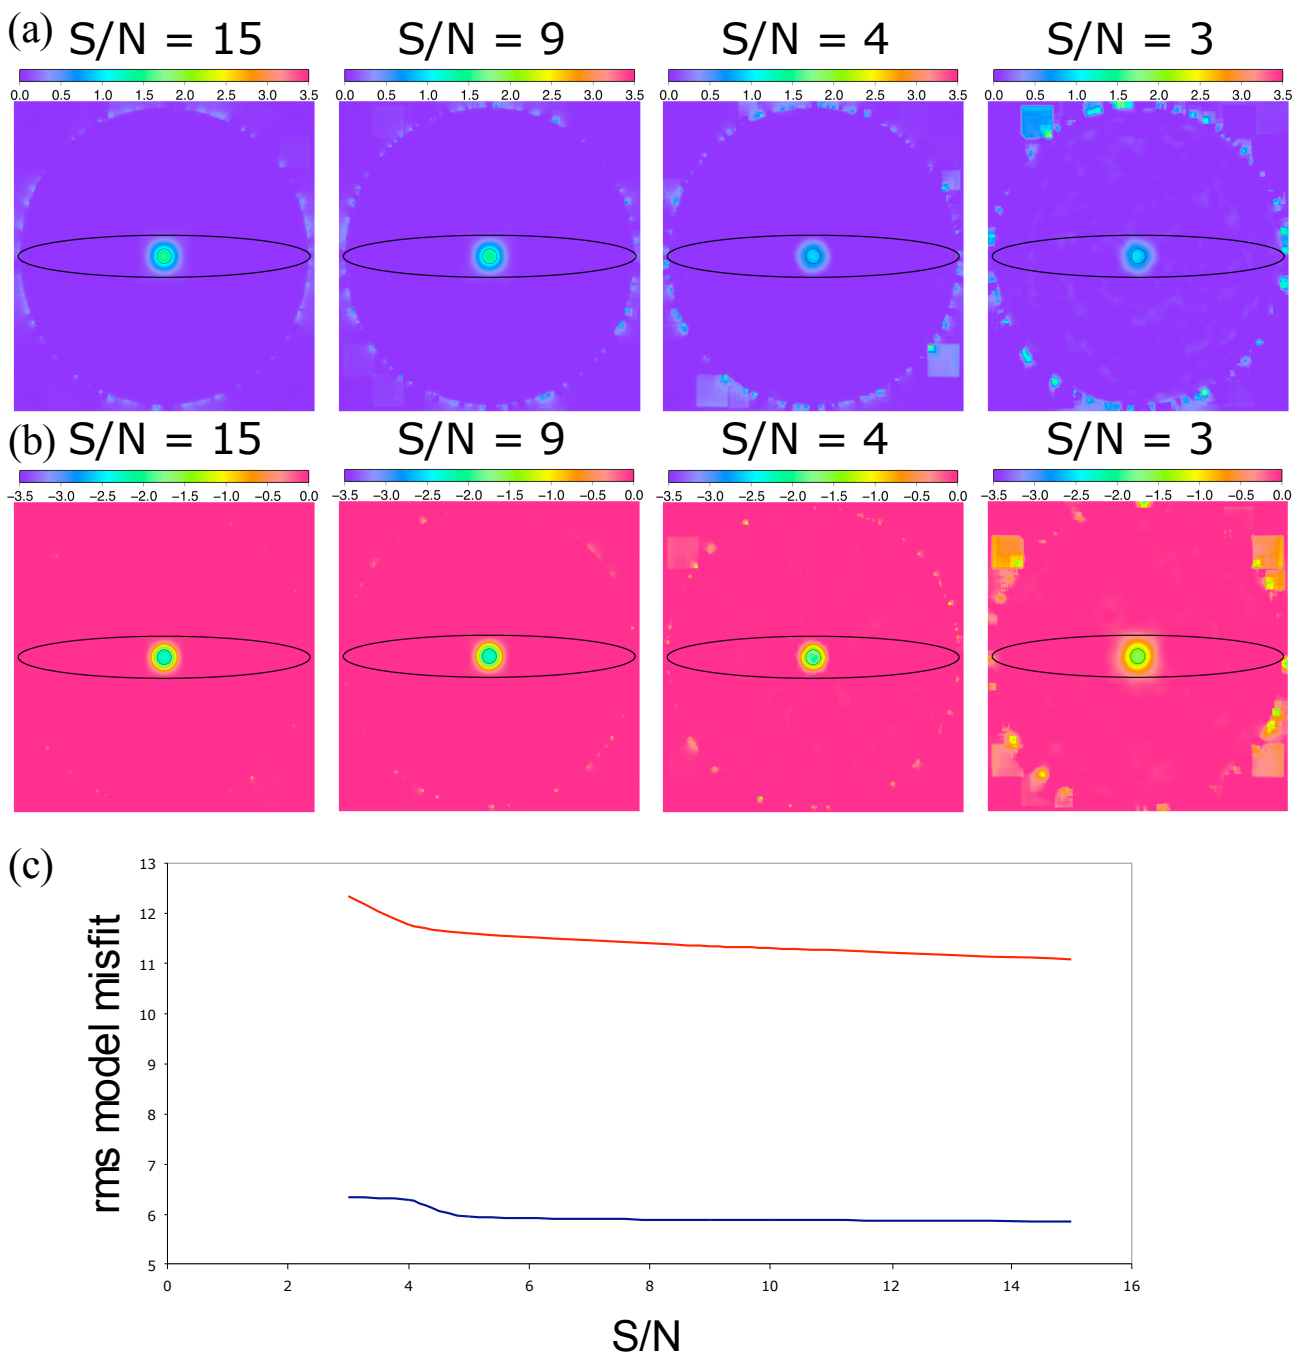 (a) S/N = 15 S/N = 9 S/N = 4 S/N = 3
0.0 0.5 1.0 1.5 2.0 2.5 3.0 3.5 0.0 0.5 1.0 1.5 2.0 2.5 3.0 3.5 0.0 0.5 1.0 1.5 2.0 2.5 3.0 3.5 0.0 0.5 1.0 1.5 2.0 2.5 3.0 3.5
(b) S/N = 15 S/N = 9 S/N = 4 S/N = 3
−3.5 −3.0 −2.5 −2.0 −1.5 −1.0 −0.5 0.0 −3.5 −3.0 −2.5 −2.0 −1.5 −1.0 −0.5 0.0 −3.5 −3.0 −2.5 −2.0 −1.5 −1.0 −0.5 0.0 −3.5 −3.0 −2.5 −2.0 −1.5 −1.0 −0.5 0.0
(c)
rms model misfit
13
12
11
10
9
8
7
6
5
0 2 4 6 8 10 12 14 16
S/N